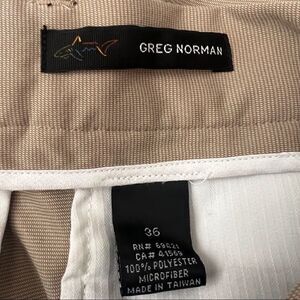 GREG NORMAN
36
RN# 69621
CA# 41569
100% POLYESTER
MICROFIBER
MADE IN TAIWAN